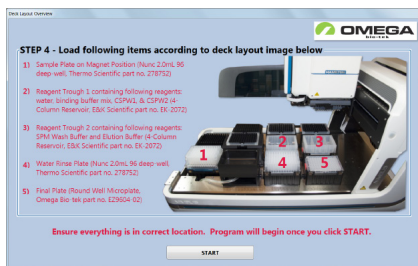 Deck Layout Overview
OMEGA
bio-tek
STEP 4 - Load following items according to deck layout image below
1) Sample Plate on Magnet Position (Nunc 2.0mL 96
deep-well, Thermo Scientific part no. 278752)
2) Reagent Trough 1 containing following reagents:
water, binding buffer mix, CSPW1, & CSPW2 (4-
Column Reservoir, E&K Scientific part no. EK-2072)
3) Reagent Trough 2 containing following reagents:
SPM Wash Buffer and Elution Buffer (4-Column
Reservoir, E&K Scientific part no. EK-2072)
4) Water Rinse Plate (Nunc 2.0mL 96 deep-well,
Thermo Scientific part no. 278752)
5) Final Plate (Round Well Microplate,
Omega Bio-tek part no. EZ9604-02)
1
2
3
4
5
Ensure everything is in correct location. Program will begin once you click START.
START